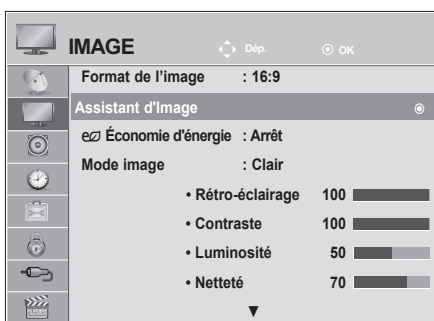 IMAGE Dép. OK
Format de l'image : 16:9
Assistant d'Image
Économie d'énergie : Arrêt
Mode image : Clair
• Rétro-éclairage 100
• Contraste 100
• Luminosité 50
• Netteté 70